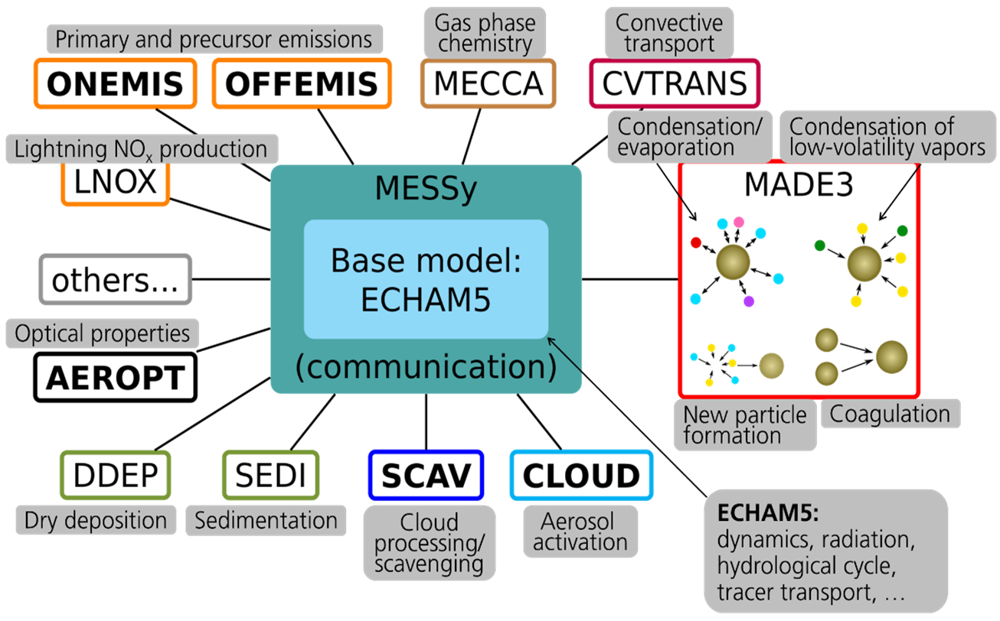 Primary and precursor emissions
ONEMIS
OFFEMIS
Gas phase
chemistry
MECCA
Convective
transport
CVTRANS
Lightning NOx production
LNOX
others...
Optical properties
AEROPT
MESSy
Base model:
ECHAM5
(communication)
Condensation/
evaporation
Condensation of
low-volatility vapors
MADE3
New particle
formation
Coagulation
DDEP
Dry deposition
SEDI
Sedimentation
SCAV
Cloud
processing/
scavenging
CLOUD
Aerosol
activation
ECHAM5:
dynamics, radiation,
hydrological cycle,
tracer transport, ...